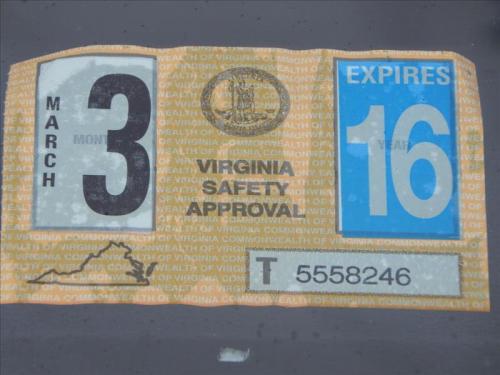 MARCH
MONTH
3
VIRGINIA
SAFETY
APPROVAL
EXPIRES
YEAR
16
T 5558246